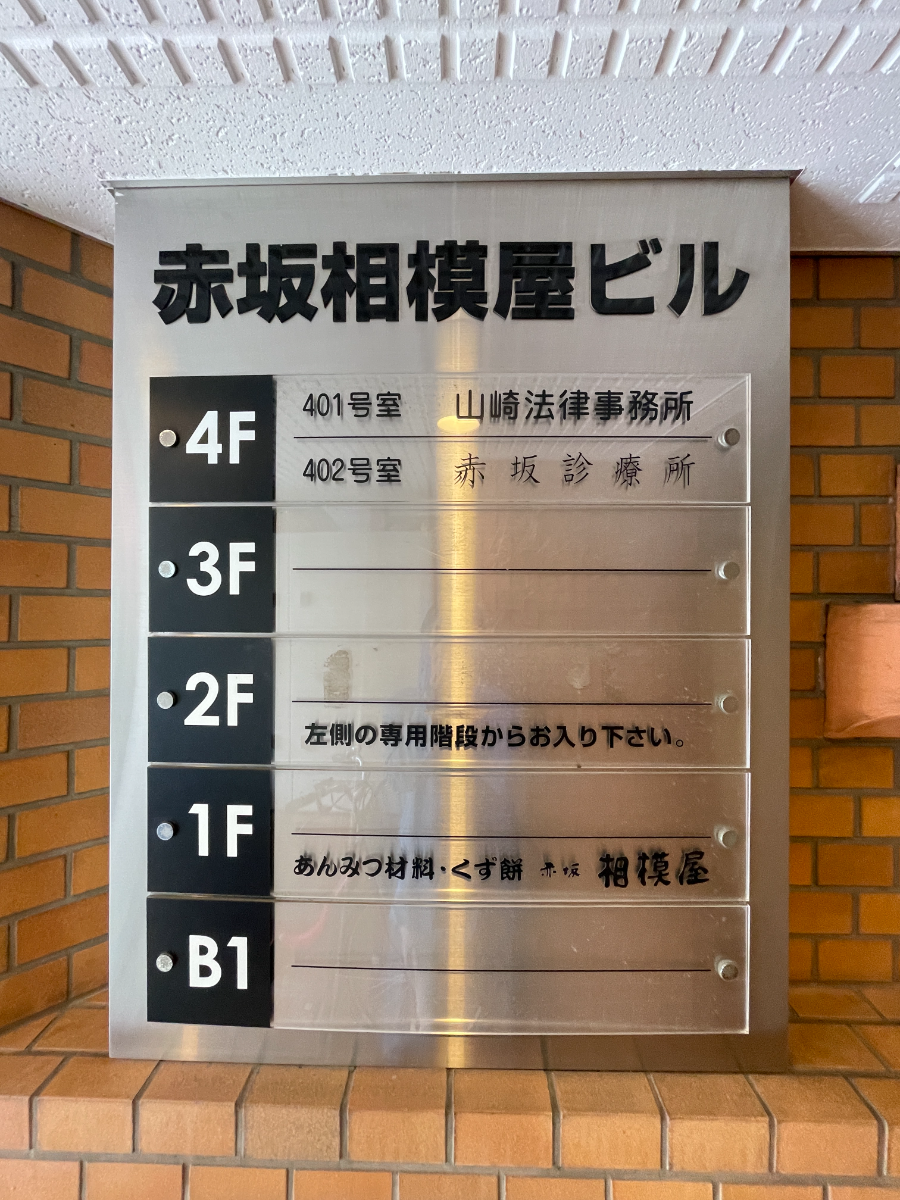 赤坂相模屋ビル
4F
401号室 山崎法律事務所
402号室 赤坂診療所
3F
2F
左側の専用階段からお入り下さい。
1F
あんみつ材料・くず餅 赤坂 相模屋
B1